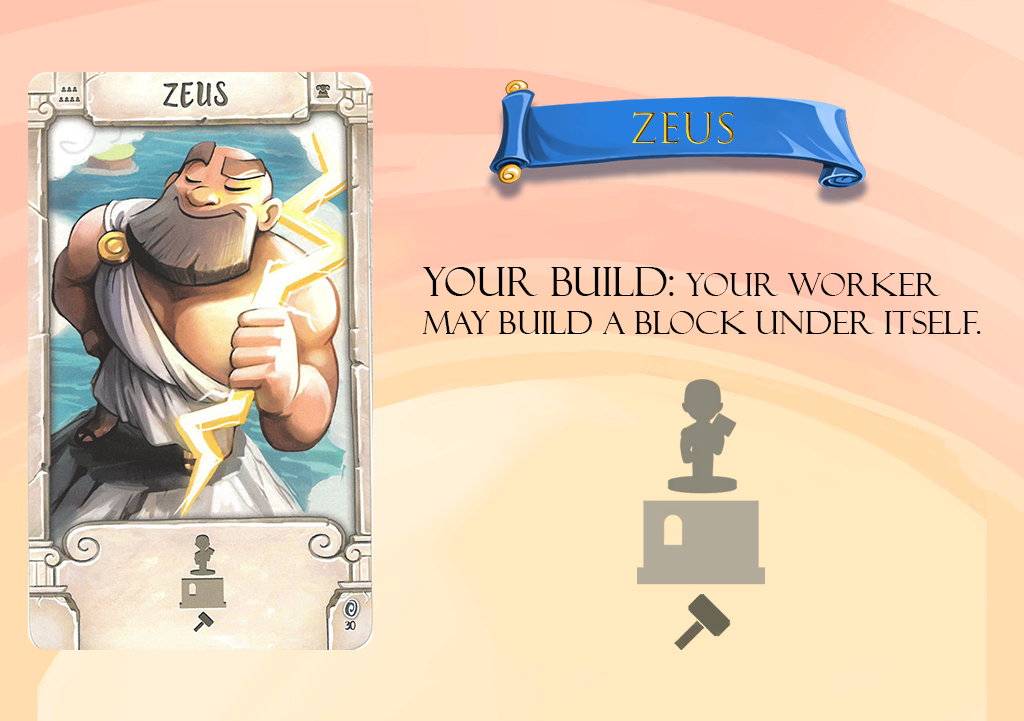 ZEUS
30
ZEUS
YOUR BUILD: YOUR WORKER
MAY BUILD A BLOCK UNDER ITSELF.